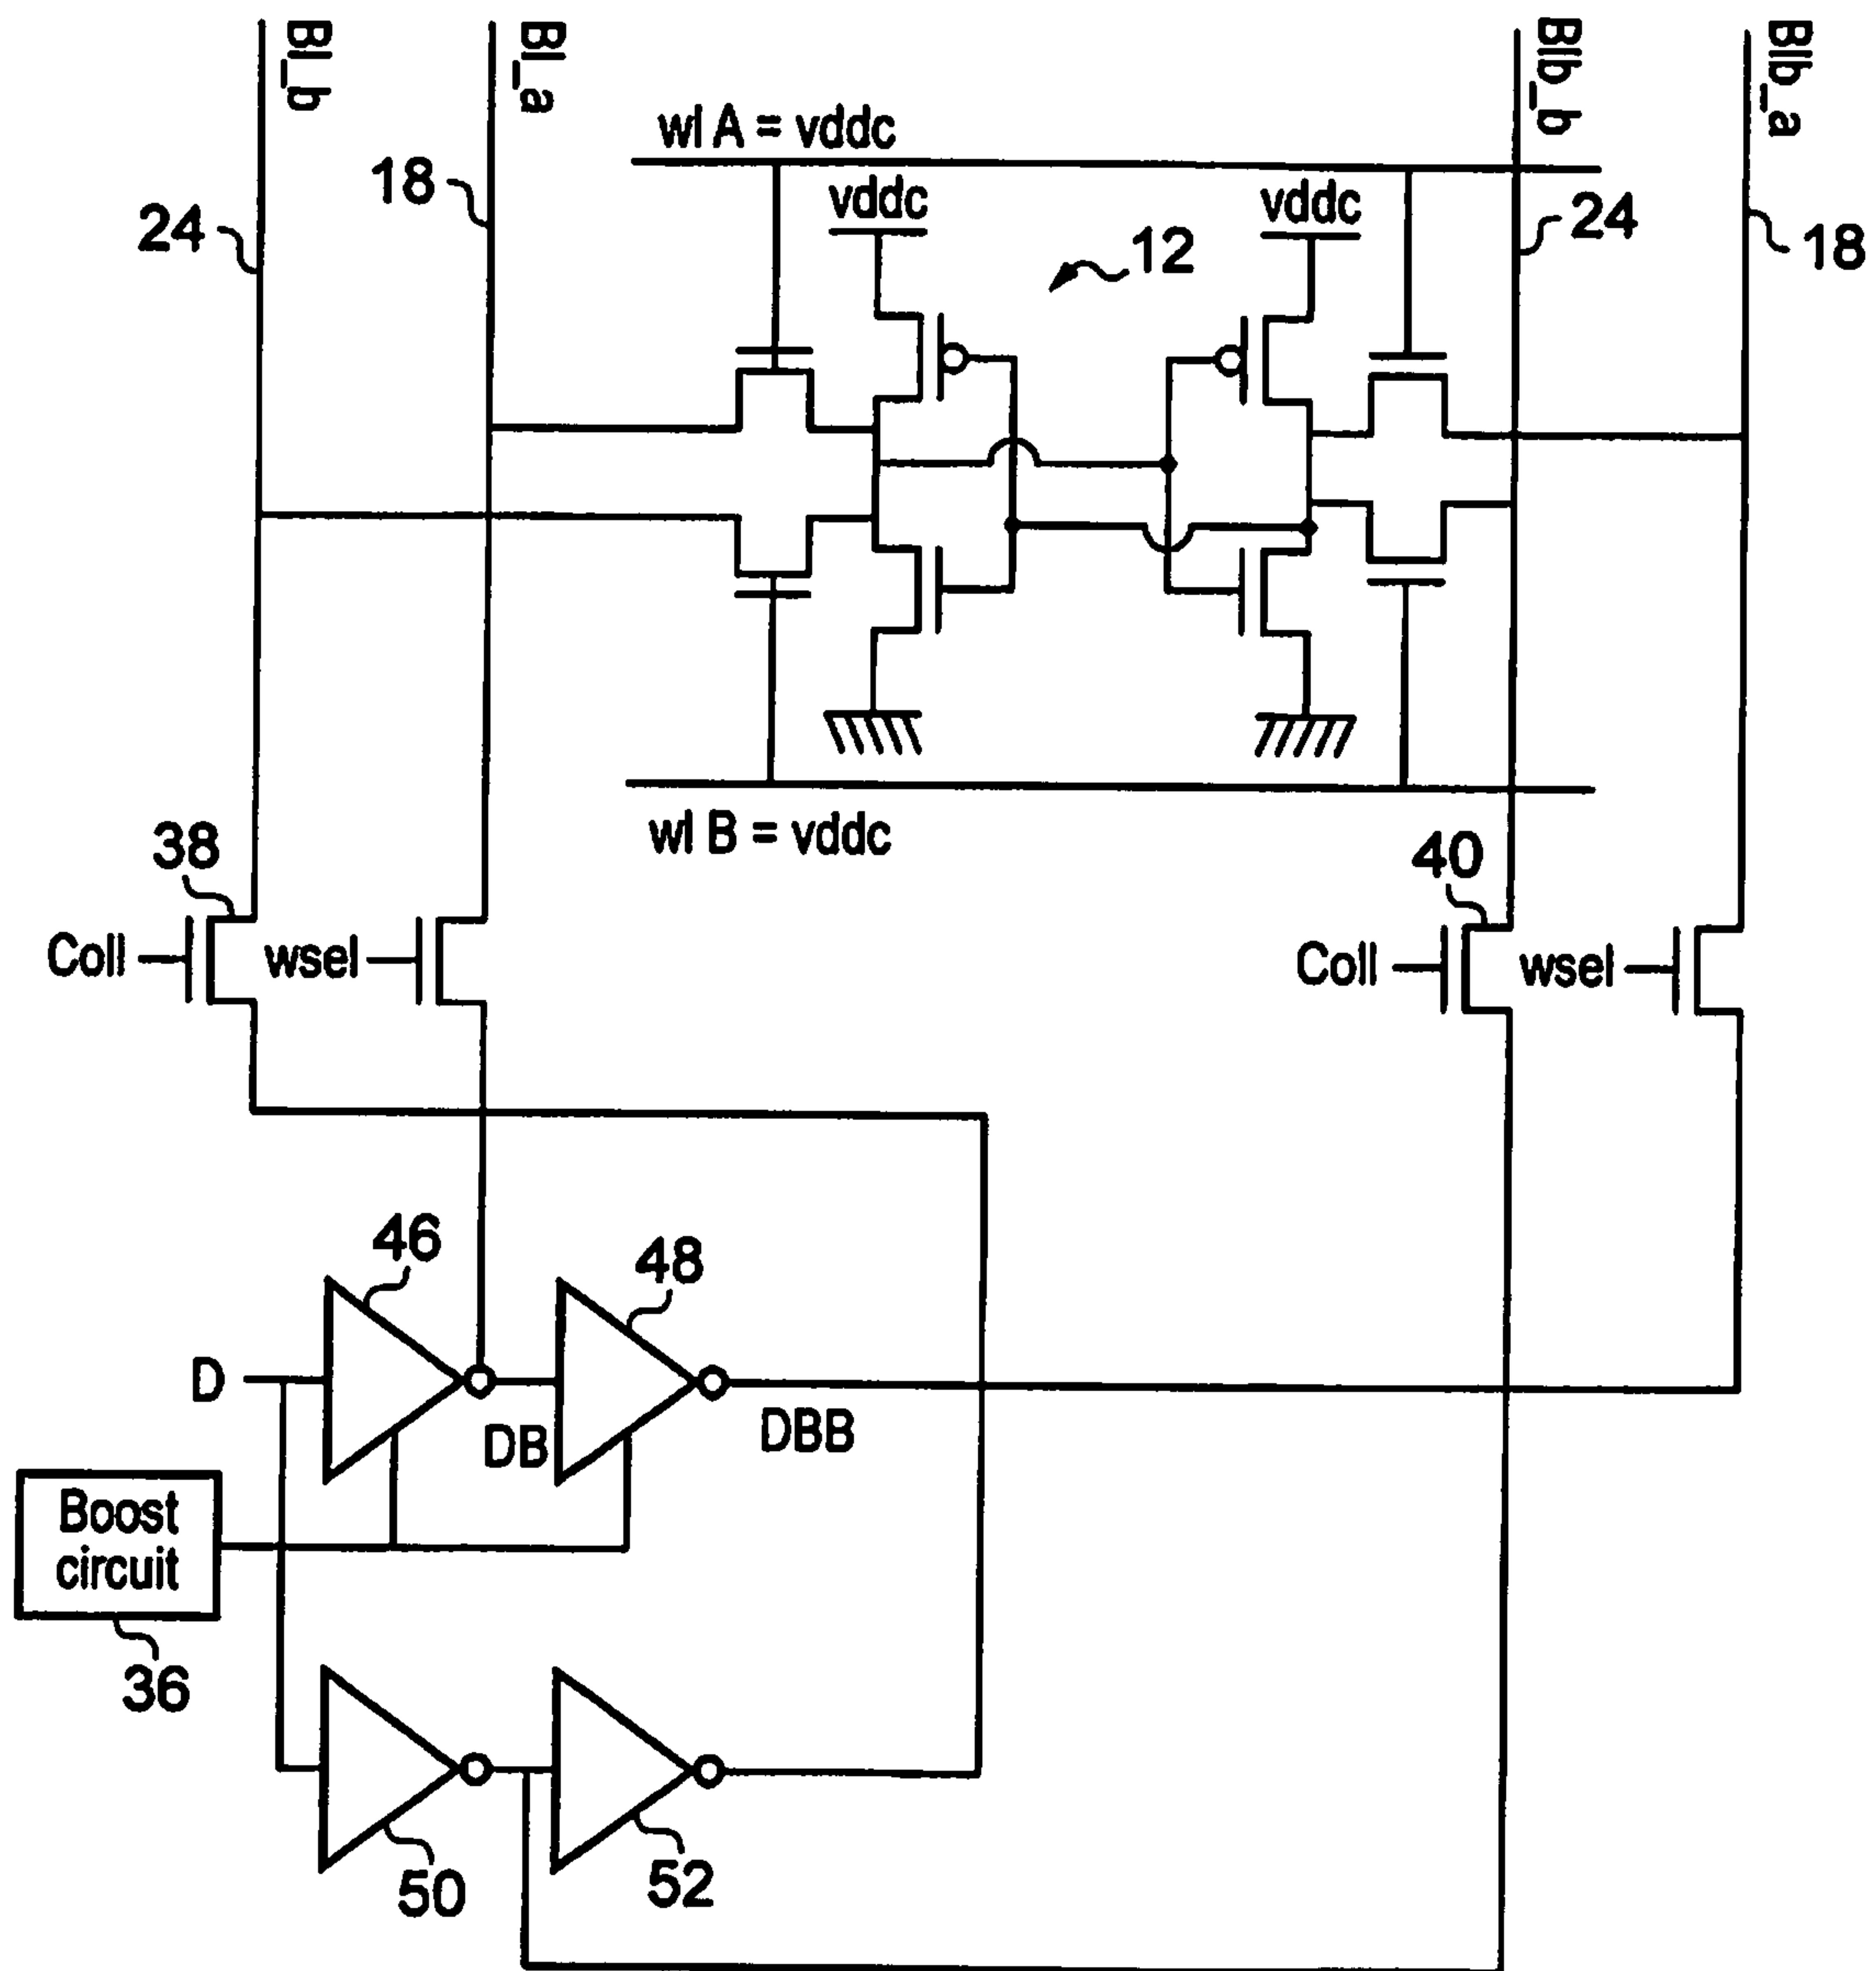 Bl_b
Bl_a
Blb_b
Blb_a
wl A = vddc
18
vddc
vddc
24
12
24
18
wl B = vddc
38
40
Coll
wsel
Coll
wsel
46
48
D
DB
DBB
Boost
circuit
36
50
52